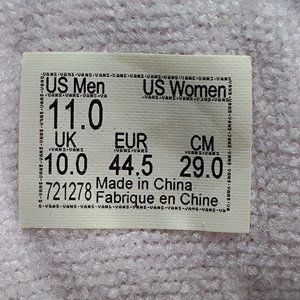 US Men US Women
11.0
UK EUR CM
10.0 44.5 29.0
721278 Made in China
Fabrique en Chine